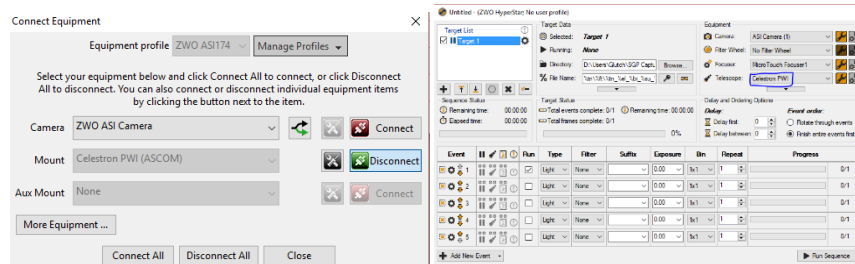 Connect Equipment
Equipment profile ZWO ASI174 Manage Profiles
Select your equipment below and click Connect All to connect, or click Disconnect
All to disconnect. You can also connect or disconnect individual equipment items
by clicking the button next to the item.
Camera ZWO ASI Camera Connect
Mount Celestron PWI (ASCOM) Disconnect
Aux Mount None Connect
More Equipment ...
Connect All Disconnect All Close
Untitled - (ZWO HyperStar; No user profile)
Target List
Target 1
Target Data
Selected: Target 1
Running: None
Directory: D:\Users\Glutch\SGP Captu Browse...
File Name:
Equipment
Camera: ASI Camera (1)
Filter Wheel: No Filter Wheel
Focuser: MicroTouch Focuser1
Telescope: Celestron PWI
Sequence Status
Remaining time: 00:00:00
Elapsed time: 00:00:00
Target Status
Total events complete: 0/1 Remaining time: 00:00:00
Total frames complete: 0/1
0%
Delay and Ordering Options
Delay: Event order:
Delay first 0 Rotate through events
Delay between 0 Finish entire events first
Event Run Type Filter Suffix Exposure Bin Repeat Progress
1 Light None 0.00 1x1 1 0/1
2 Light None 0.00 1x1 1 0/1
3 Light None 0.00 1x1 1 0/1
4 Light None 0.00 1x1 1 0/1
5 Light None 0.00 1x1 1 0/1
Add New Event Run Sequence